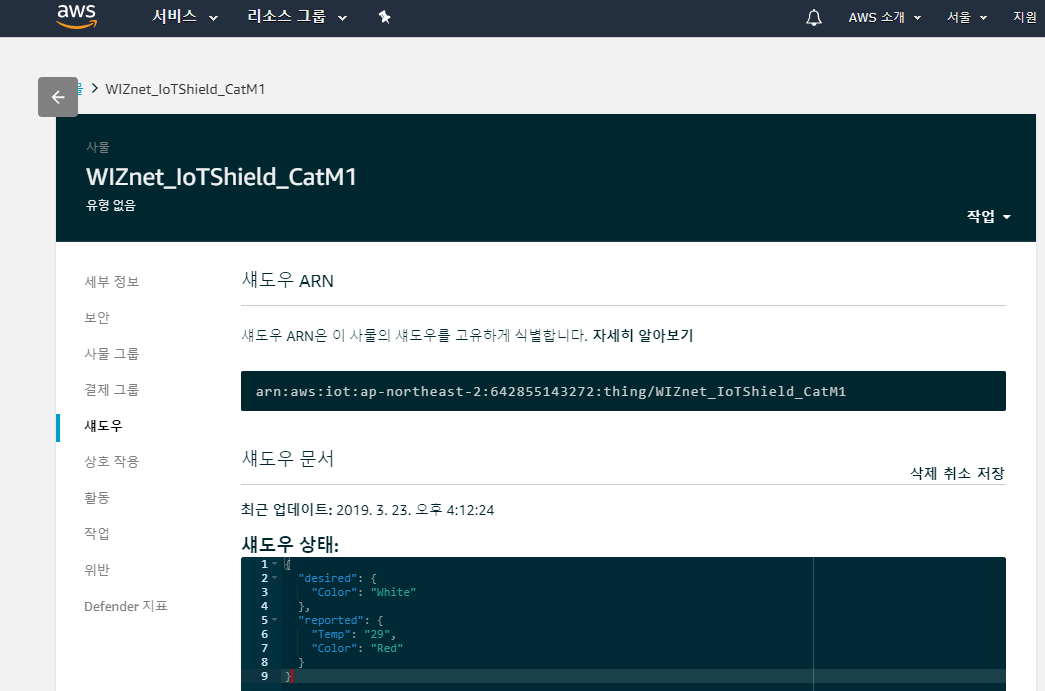 aws 서비스 리소스 그룹 AWS 소개 서울 지원
> WIZnet_IoTShield_CatM1
사물
WIZnet_IoTShield_CatM1
유형 없음
작업
세부 정보
보안
사물 그룹
결제 그룹
섀도우
상호 작용
활동
작업
위반
Defender 지표
섀도우 ARN
섀도우 ARN은 이 사물의 섀도우를 고유하게 식별합니다. 자세히 알아보기
arn:aws:iot:ap-northeast-2:642855143272:thing/WIZnet_IoTShield_CatM1
섀도우 문서
삭제 취소 저장
최근 업데이트: 2019. 3. 23. 오후 4:12:24
섀도우 상태:
1 {
2 "desired": {
3 "Color": "White"
4 },
5 "reported": {
6 "Temp": "29",
7 "Color": "Red"
8 }
9 }